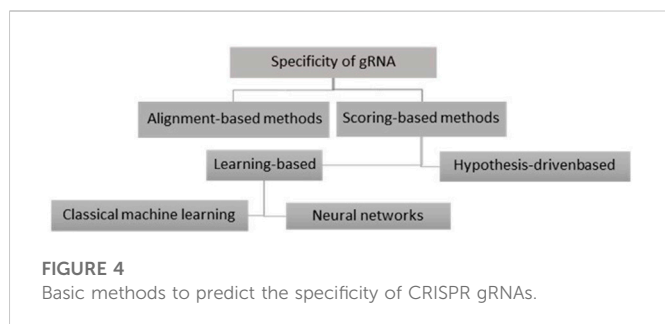 Specificity of gRNA
Alignment-based methods
Scoring-based methods
Learning-based
Hypothesis-drivenbased
Classical machine learning
Neural networks
FIGURE 4
Basic methods to predict the specificity of CRISPR gRNAs.